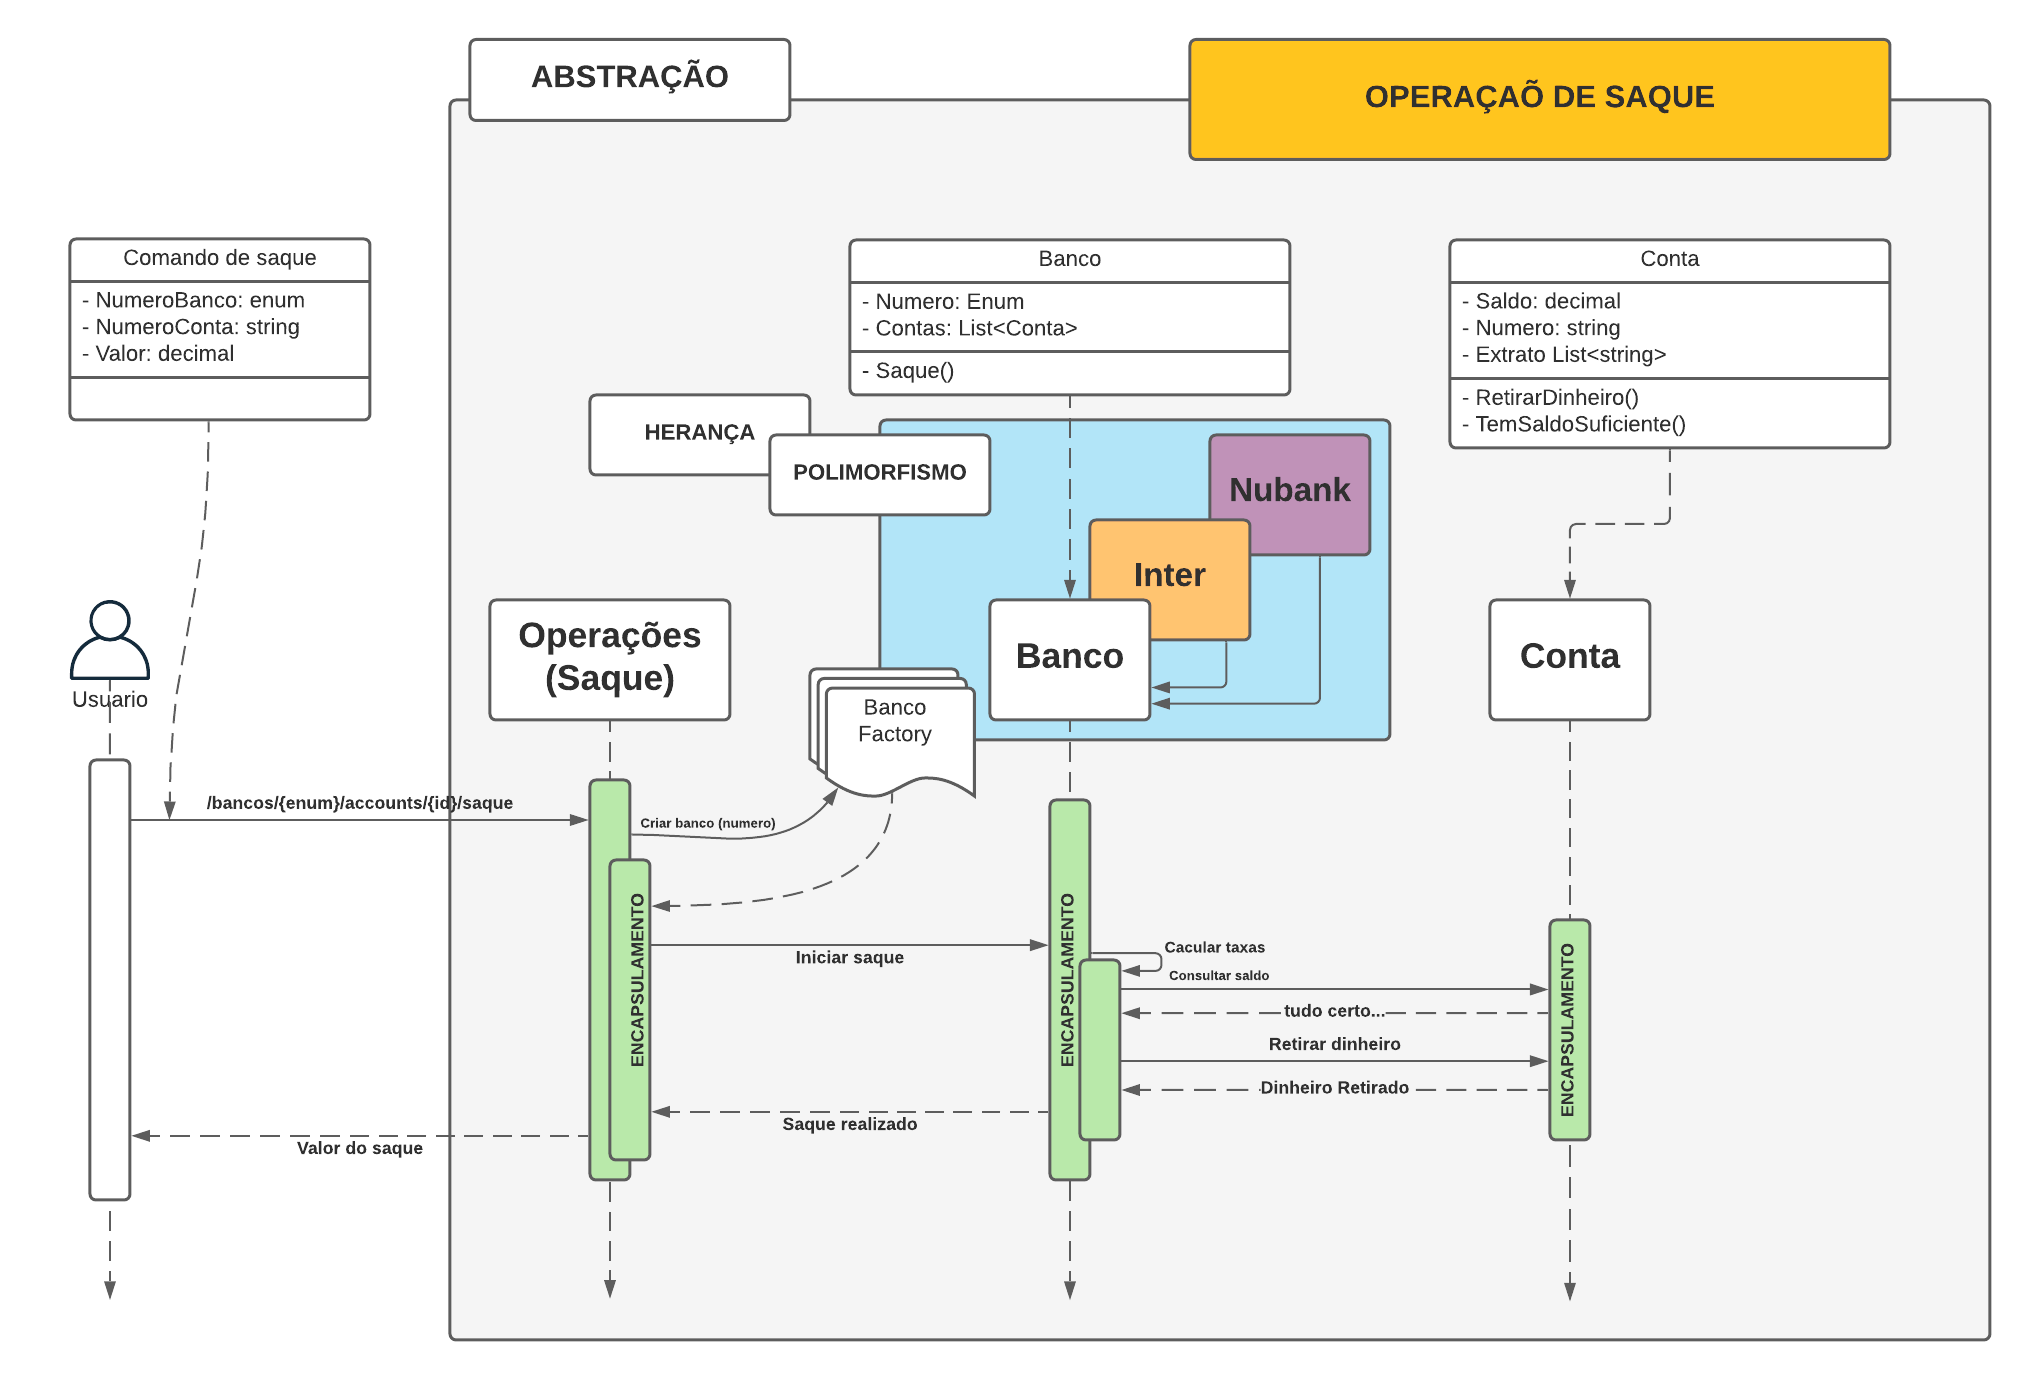 ABSTRAÇÃO
OPERAÇAÕ DE SAQUE
Comando de saque
- NumeroBanco: enum
- NumeroConta: string
- Valor: decimal
Banco
- Numero: Enum
- Contas: List<Conta>
- Saque()
Conta
- Saldo: decimal
- Numero: string
- Extrato List<string>
- RetirarDinheiro()
- TemSaldoSuficiente()
HERANÇA
POLIMORFISMO
Nubank
Inter
Banco
Operações
(Saque)
Conta
Usuario
Banco
Factory
/bancos/{enum}/accounts/{id}/saque
Criar banco (numero)
ENCAPSULAMENTO
Iniciar saque
ENCAPSULAMENTO
Cacular taxas
Consultar saldo
tudo certo...
Retirar dinheiro
Dinheiro Retirado
ENCAPSULAMENTO
Saque realizado
Valor do saque